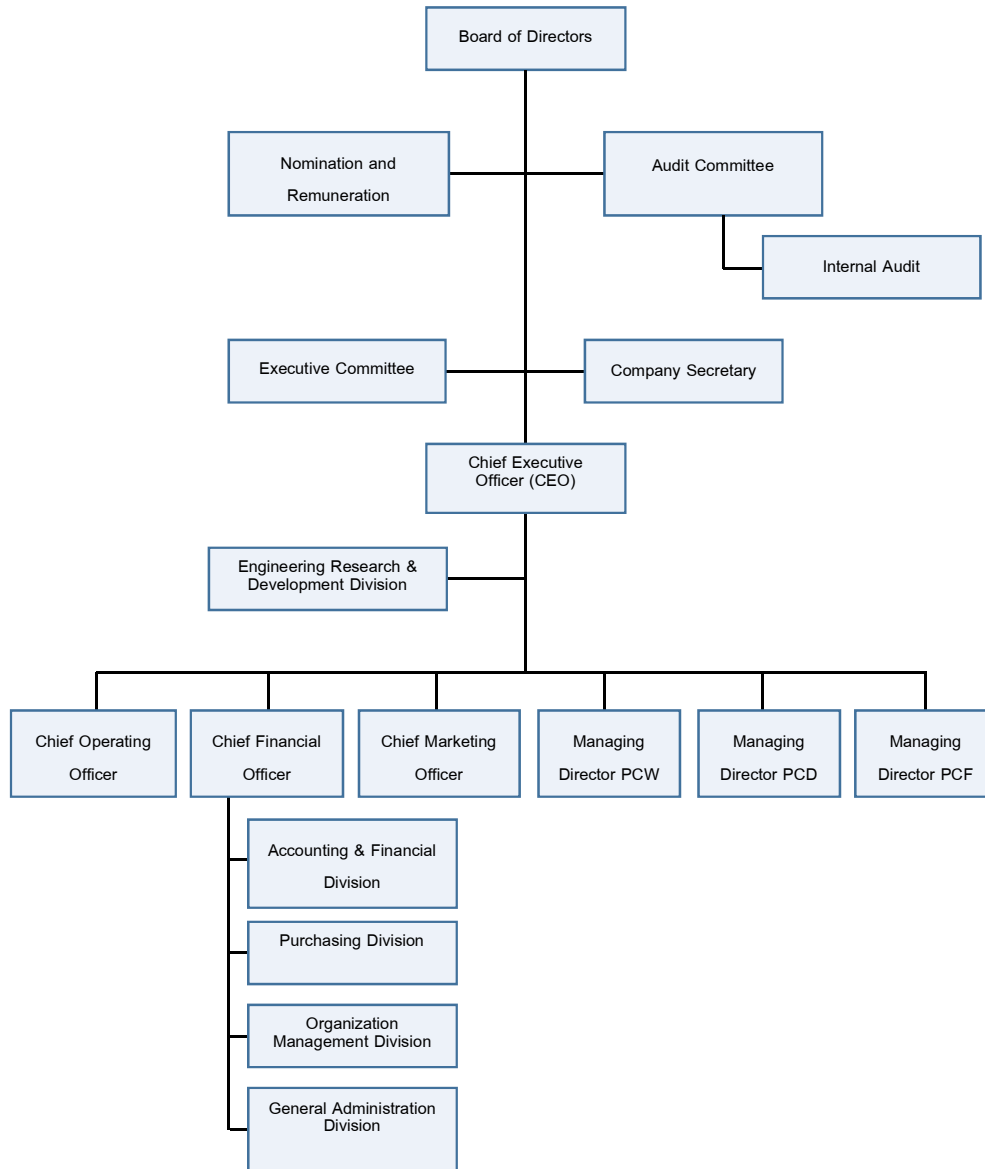 Board of Directors
Nomination and
Remuneration
Audit Committee
Internal Audit
Executive Committee
Company Secretary
Chief Executive
Officer (CEO)
Engineering Research &
Development Division
Chief Operating
Officer
Chief Financial
Officer
Chief Marketing
Officer
Managing
Director PCW
Managing
Director PCD
Managing
Director PCF
Accounting & Financial
Division
Purchasing Division
Organization
Management Division
General Administration
Division